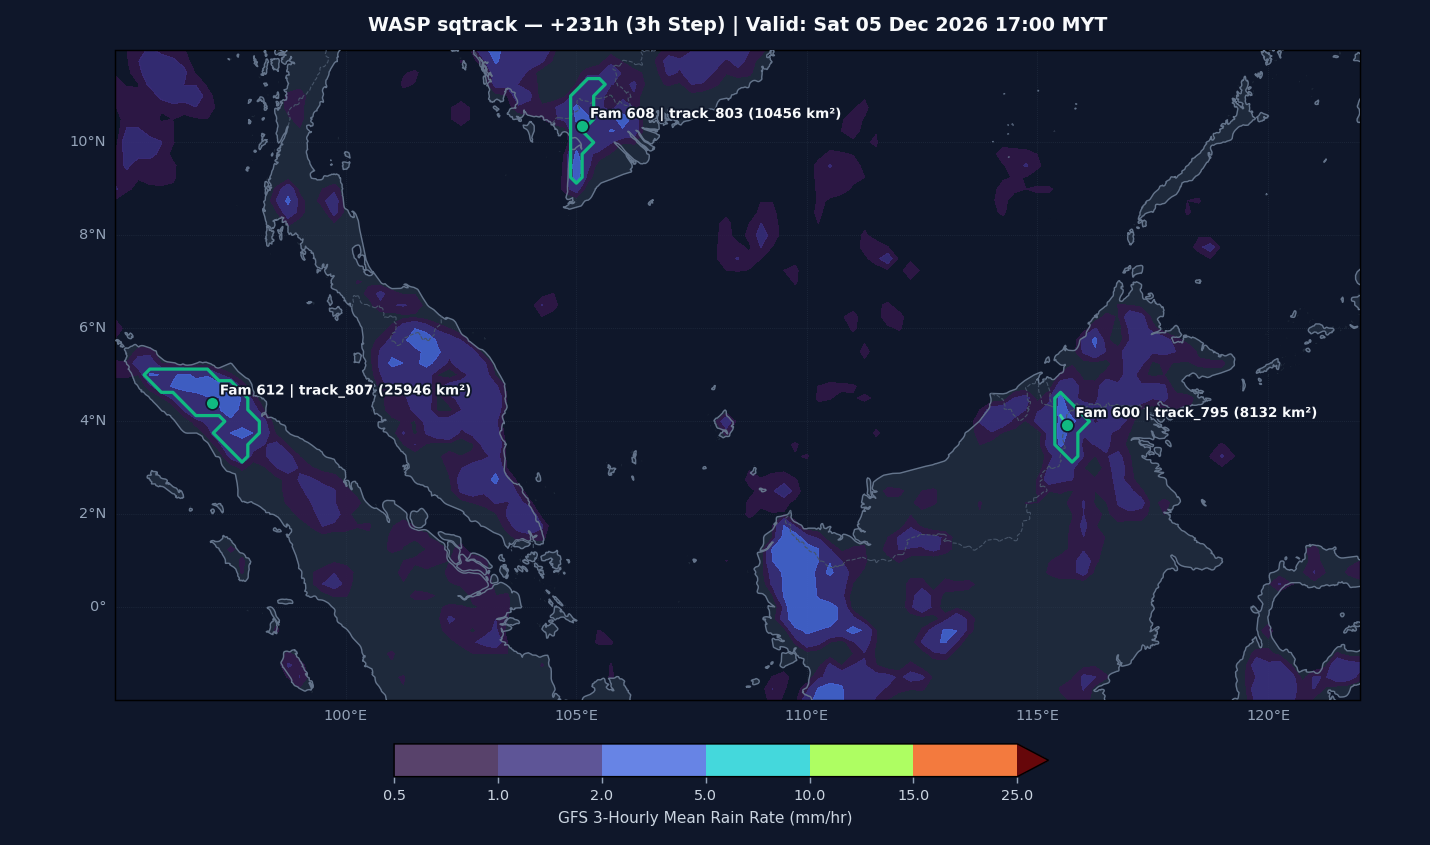 WASP sqtrack — +231h (3h Step) | Valid: Sat 05 Dec 2026 17:00 MYT
Fam 608 | track_803 (10456 km²)
10°N
8°N
6°N
Fam 612 | track_807 (25946 km²)
Fam 600 | track_795 (8132 km²)
4°N
2°N
0°
100°E
105°E
110°E
115°E
120°E
0.5
1.0
2.0
5.0
10.0
15.0
25.0
GFS 3-Hourly Mean Rain Rate (mm/hr)